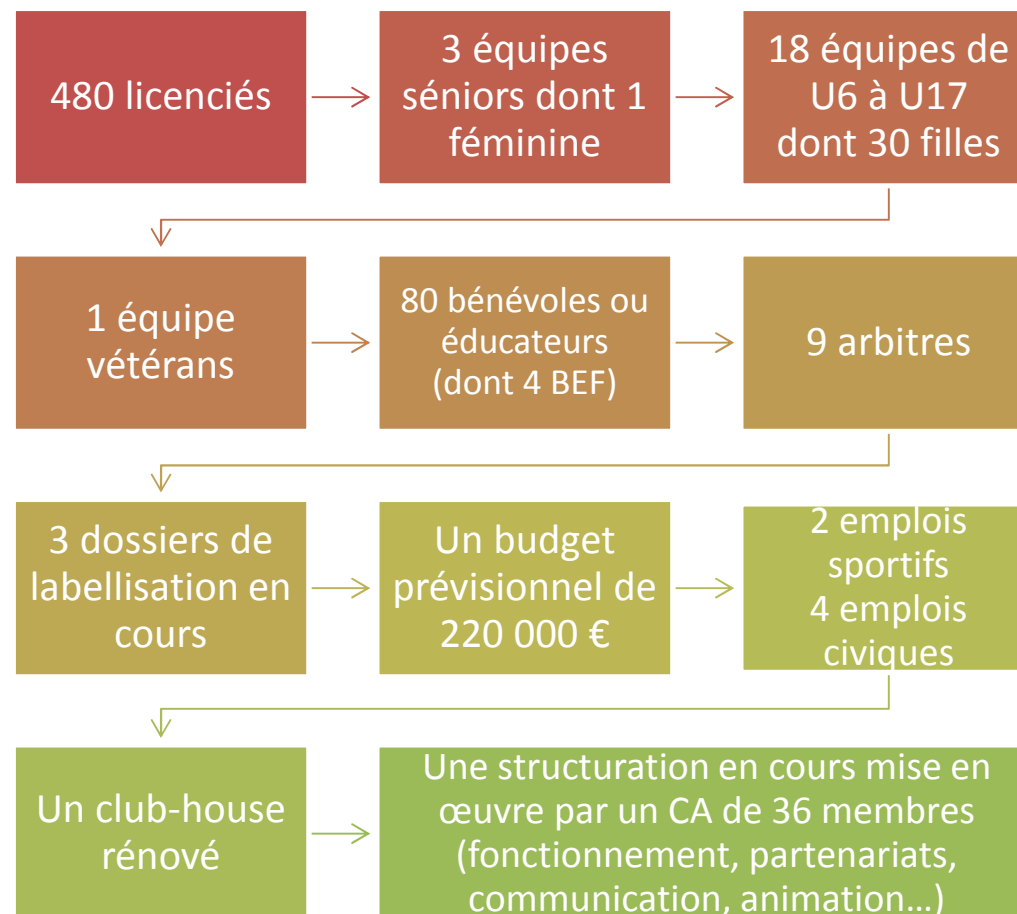 480 licenciés
3 équipes
séniors dont 1
féminine
18 équipes de
U6 à U17
dont 30 filles
1 équipe
vétérans
80 bénévoles ou
éducateurs
(dont 4 BEF)
9 arbitres
3 dossiers de
labellisation en
cours
Un budget
prévisionnel de
220 000 €
2 emplois
sportifs
4 emplois
civiques
Un club-house
rénové
Une structuration en cours mise en
œuvre par un CA de 36 membres
(fonctionnement, partenariats,
communication, animation…)